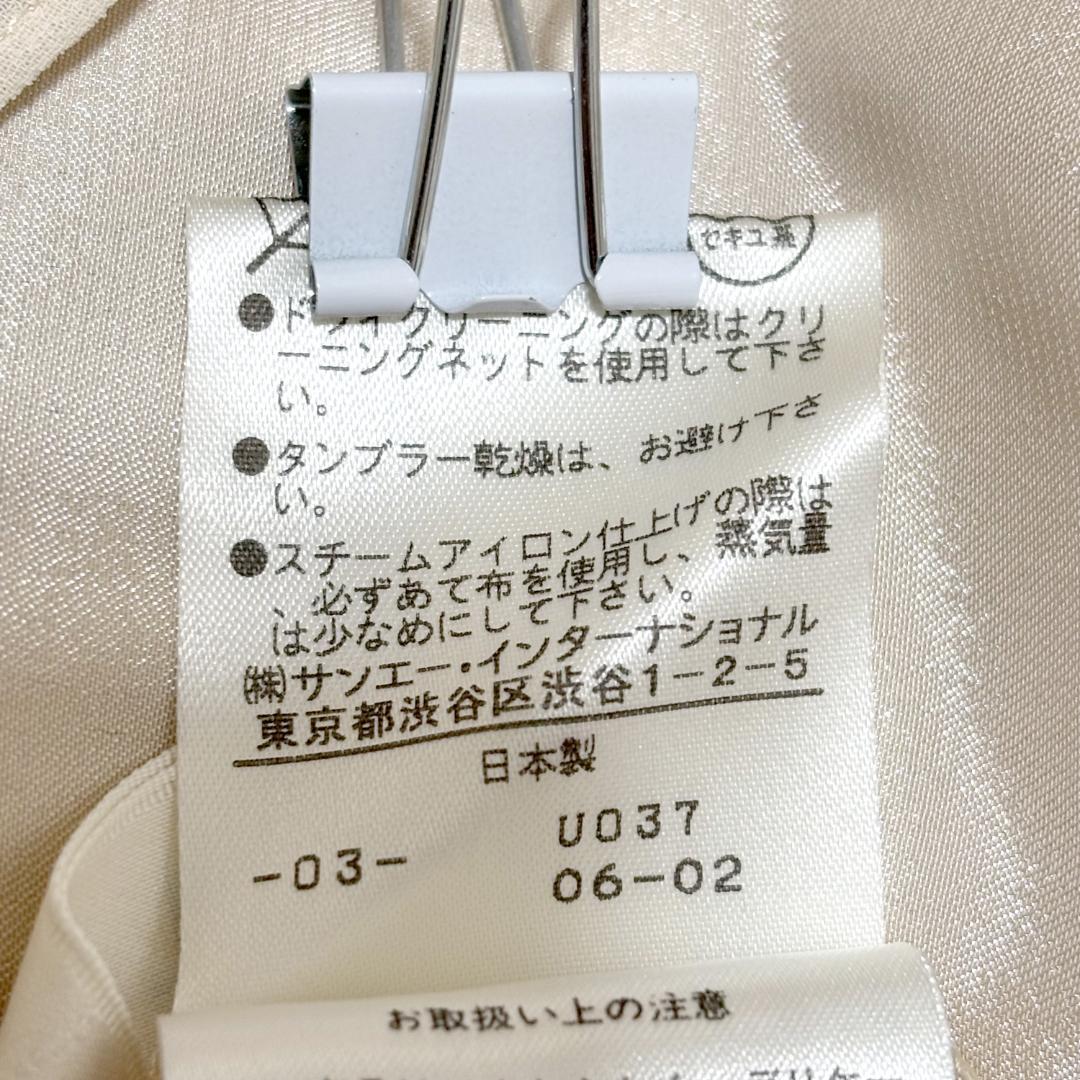 セキユ系
●ドライクリーニングの際はクリ
ーニングネットを使用して下さ
い。
●タンブラー乾燥は、お避け下さ
い。
●スチームアイロン仕上げの際は
、必ずあて布を使用し、蒸気量
は少なめにして下さい。
(株)サンエー・インターナショナル
東京都渋谷区渋谷1-2-5
日本製
U037
-03-
06-02
お取扱い上の注意